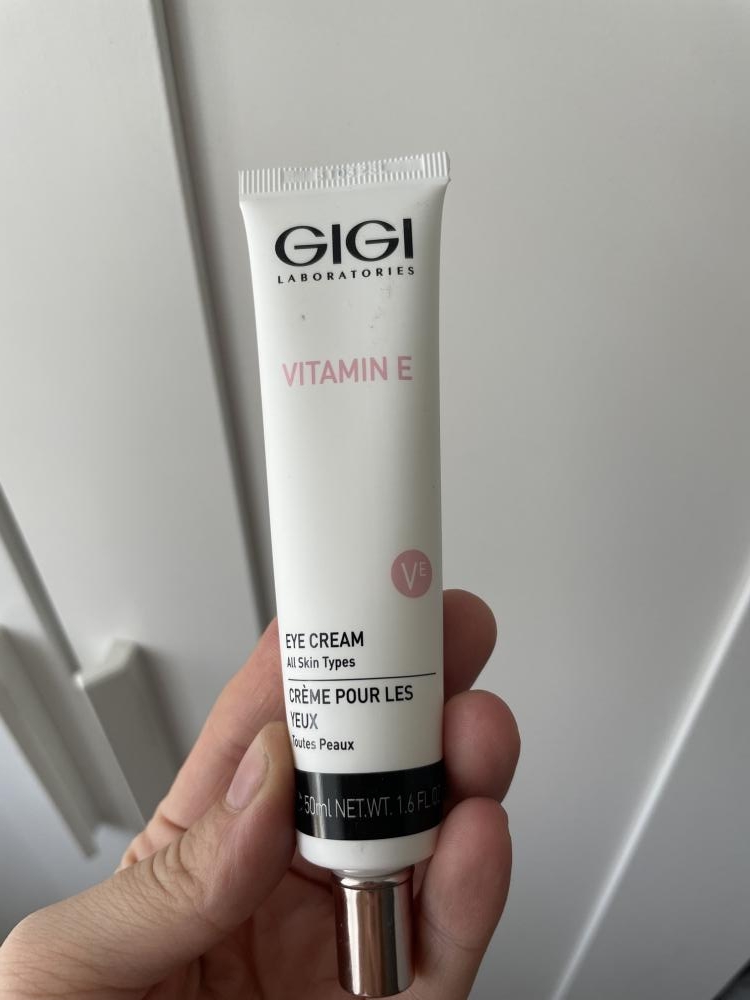 GIGI
LABORATORIES
VITAMIN E
VE
EYE CREAM
All Skin Types
CRÈME POUR LES
YEUX
Toutes Peaux
50ml NET.WT. 1.6 FL.